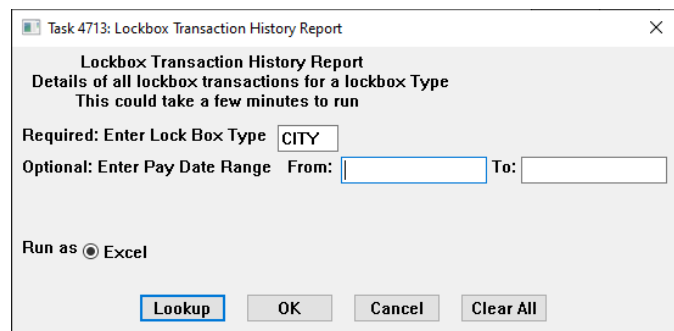 Task 4713: Lockbox Transaction History Report
Lockbox Transaction History Report
Details of all lockbox transactions for a lockbox Type
This could take a few minutes to run
Required: Enter Lock Box Type CITY
Optional: Enter Pay Date Range From: To:
Run as Excel
Lookup OK Cancel Clear All